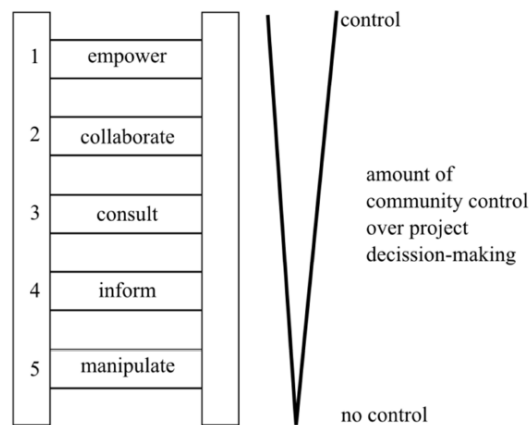 1 empower
2 collaborate
3 consult
4 inform
5 manipulate
control
amount of
community control
over project
decission-making
no control